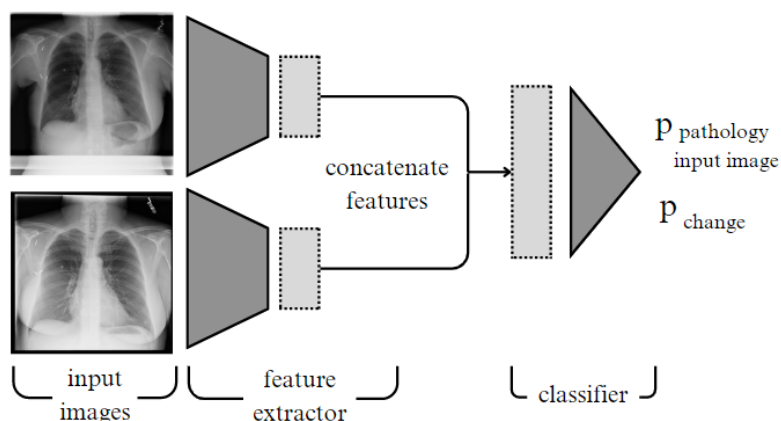 concatenate
features
p pathology
input image
p change
input
images
feature
extractor
classifier